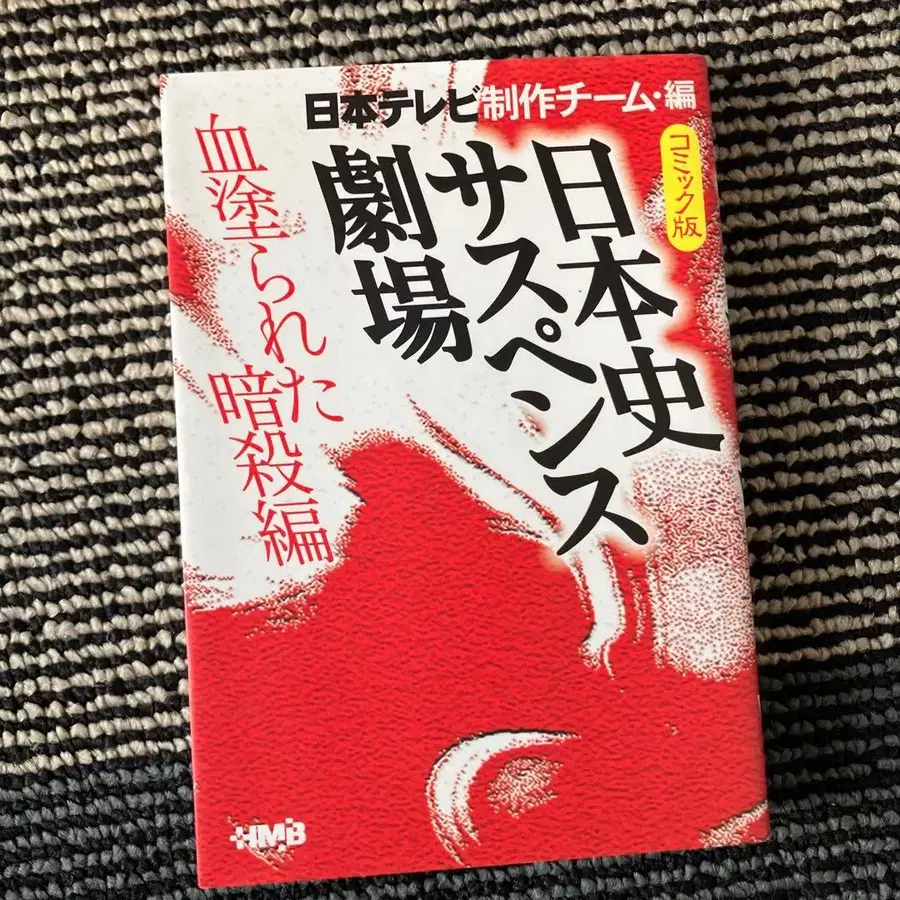 日本テレビ制作チーム・編
コミック版
日本史
サスペンス
劇場
血塗られた
暗殺編
HMB